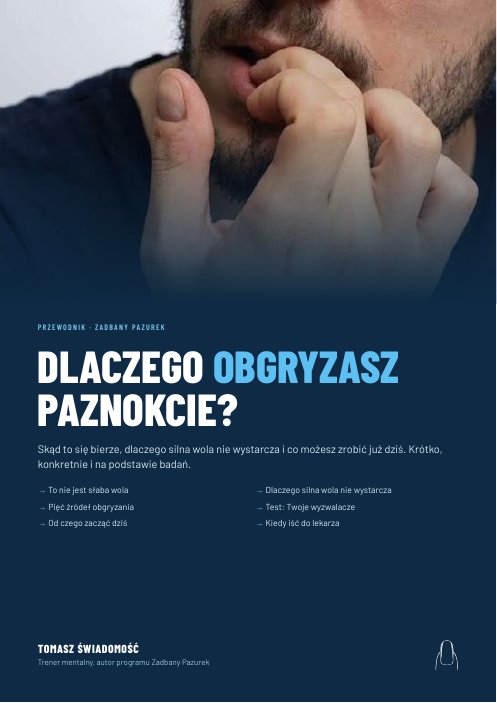 PRZEWODNIK · ZADBANY PAZUREK
DLACZEGO OBGRYZASZ
PAZNOKCIE?
Skąd to się bierze, dlaczego silna wola nie wystarcza i co możesz zrobić już dziś. Krótko,
konkretnie i na podstawie badań.
→ To nie jest słaba wola
→ Dlaczego silna wola nie wystarcza
→ Pięć źródeł obgryzania
→ Test: Twoje wyzwalacze
→ Od czego zacząć dziś
→ Kiedy iść do lekarza
TOMASZ ŚWIADOMOŚĆ
Trener mentalny, autor programu Zadbany Pazurek